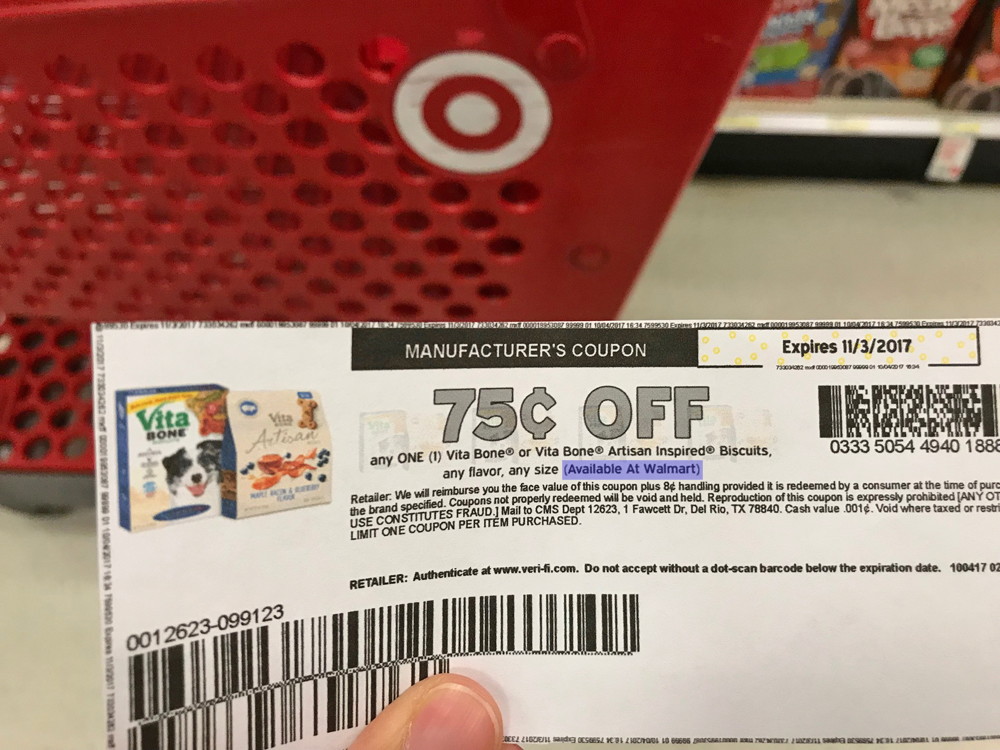 MANUFACTURER'S COUPON
Expires 11/3/2017
75¢ OFF
any ONE (1) Vita Bone® or Vita Bone® Artisan Inspired® Biscuits,
any flavor, any size (Available At Walmart)
0333 5054 4940 1888
Vita
BONE
Vita
BONE
Artisan
MAPLE BACON & BLUEBERRY
FLAVOR
Retailer: We will reimburse you the face value of this coupon plus 8¢ handling provided it is redeemed by a consumer at the time of
the brand specified. Coupons not properly redeemed will be void and held. Reproduction of this coupon is expressly prohibited [ANY
USE CONSTITUTES FRAUD.] Mail to CMS Dept 12623, 1 Fawcett Dr, Del Rio, TX 78840. Cash value .001¢. Void where taxed or
LIMIT ONE COUPON PER ITEM PURCHASED.
RETAILER: Authenticate at www.veri-fi.com. Do not accept without a dot-scan barcode below the expiration date. 100417 02
0012623-099123